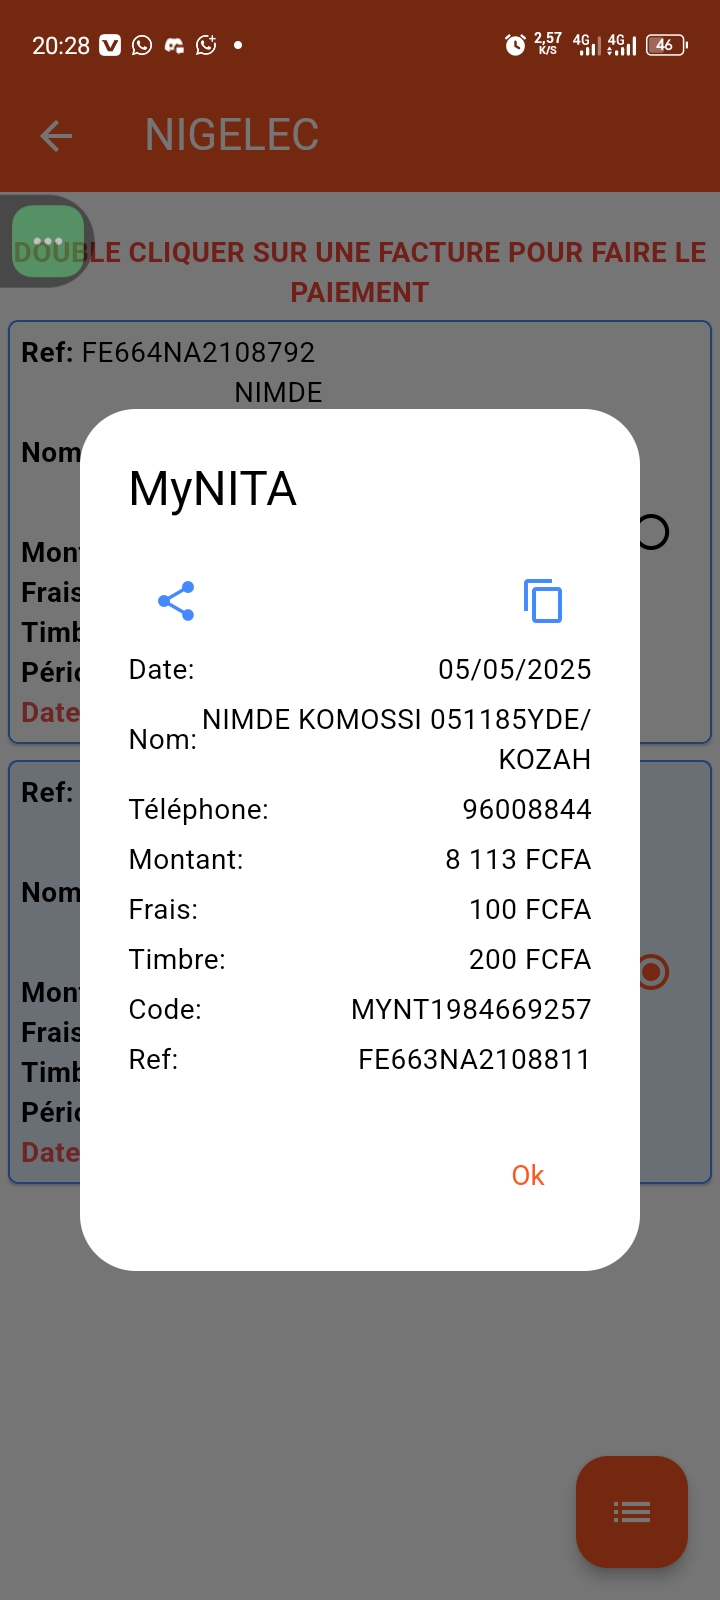 20:28
2,57 K/S 4G 4G 46
NIGELEC
DOUBLE CLIQUER SUR UNE FACTURE POUR FAIRE LE
PAIEMENT
Ref: FE664NA2108792
NIMDE
Nom
Mon
Frais
Timb
Pério
Date
Ref:
Nom
Mon
Frais
Timb
Pério
Date
MyNITA
Date: 05/05/2025
Nom: NIMDE KOMOSSI 051185YDE/
KOZAH
Téléphone: 96008844
Montant: 8 113 FCFA
Frais: 100 FCFA
Timbre: 200 FCFA
Code: MYNT1984669257
Ref: FE663NA2108811
Ok